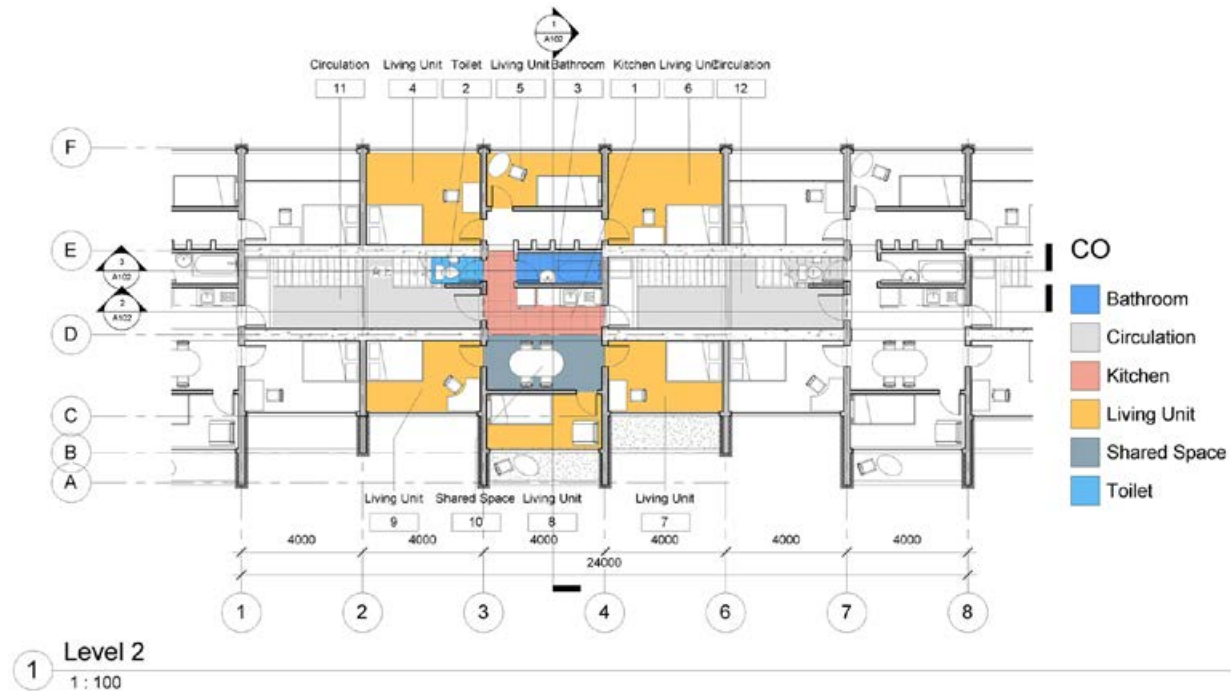 1
A102
Circulation Living Unit Toilet Living Unit Bathroom Kitchen Living Unit Circulation
11 4 2 5 3 1 6 12
F
E
3
A102
2
A102
D
C
B
A
CO
Bathroom
Circulation
Kitchen
Living Unit
Shared Space
Toilet
Living Unit Shared Space Living Unit Living Unit
9 10 8 7
4000 4000 4000 4000 4000 4000
24000
1 2 3 4 6 7 8
1 Level 2
1 : 100